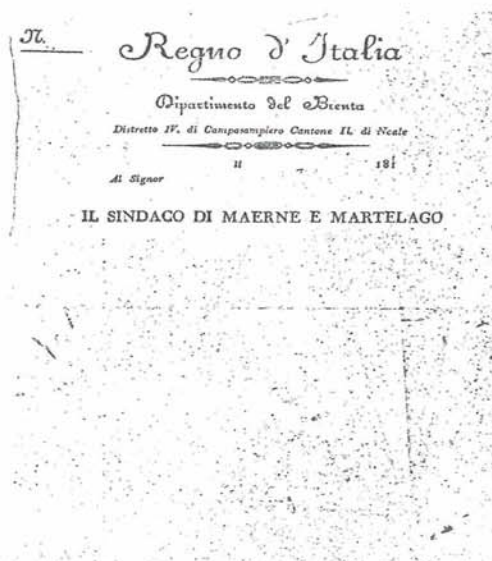 N.
Regno d' Italia
Dipartimento del Brenta
Distretto IV. di Campasampiero Cantone II. di Noale
li 181
Al Signor
IL SINDACO DI MAERNE E MARTELAGO